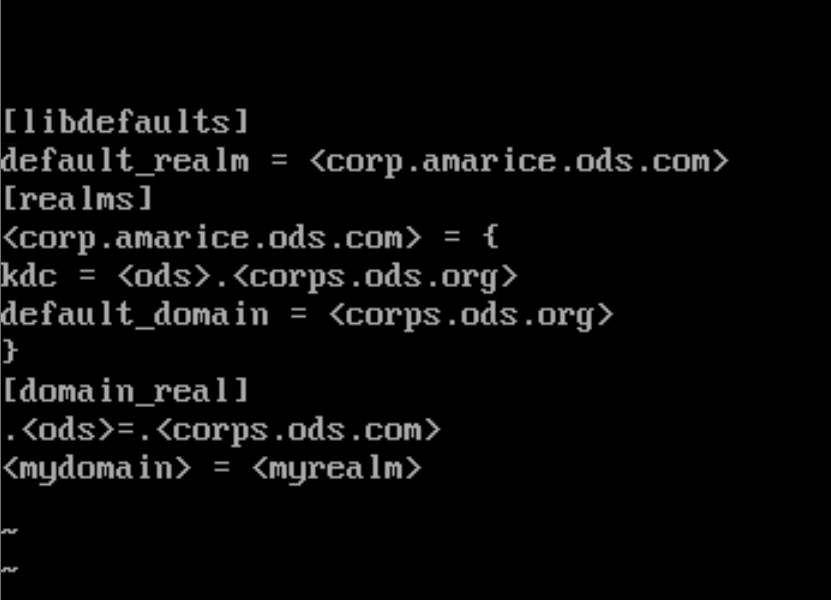 [libdefaults]
default_realm = <corp.amarice.ods.com>
[realms]
<corp.amarice.ods.com> = {
kdc = <ods>.<corps.ods.org>
default_domain = <corps.ods.org>
}
[domain_real]
.<ods>=.<corps.ods.com>
<mydomain> = <myrealm>
~
~